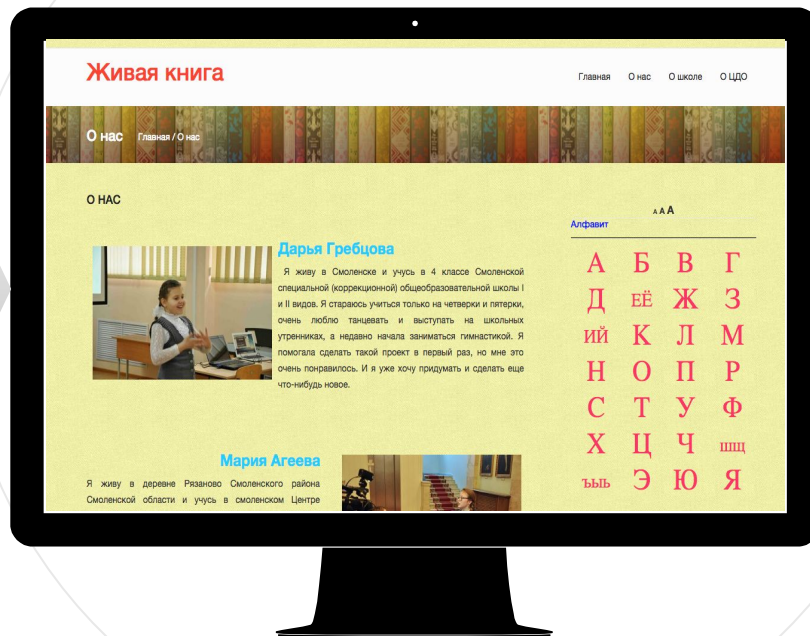 Живая книга
Главная О нас О школе О ЦДО
О нас Главная / О нас
О НАС
Дарья Гребцова
Я живу в Смоленске и учусь в 4 классе Смоленской
специальной (коррекционной) общеобразовательной школы I
и II видов. Я стараюсь учиться только на четверки и пятерки,
очень люблю танцевать и выступать на школьных
утренниках, а недавно начала заниматься гимнастикой. Я
помогала сделать такой проект в первый раз, но мне это
очень понравилось. И я уже хочу придумать и сделать еще
что-нибудь новое.
Мария Агеева
Я живу в деревне Рязаново Смоленского района
Смоленской области и учусь в смоленском Центре
А А А
Алфавит
А Б В Г
Д ЕЁ Ж З
ИЙ К Л М
Н О П Р
С Т У Ф
Х Ц Ч ШЩ
ЪЫЬ Э Ю Я